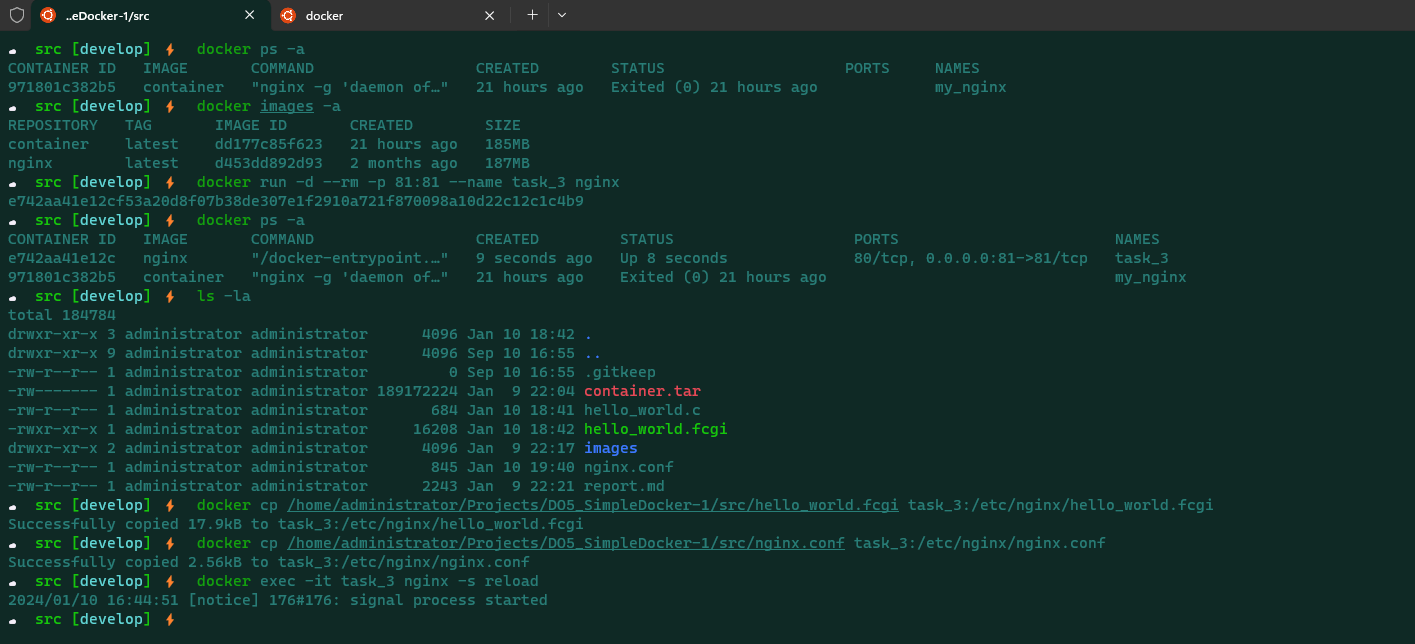 ..eDocker-1/src docker
src [develop] docker ps -a
CONTAINER ID IMAGE COMMAND CREATED STATUS PORTS NAMES
971801c382b5 container "nginx -g 'daemon of…" 21 hours ago Exited (0) 21 hours ago my_nginx
src [develop] docker images -a
REPOSITORY TAG IMAGE ID CREATED SIZE
container latest dd177c85f623 21 hours ago 185MB
nginx latest d453dd892d93 2 months ago 187MB
src [develop] docker run -d --rm -p 81:81 --name task_3 nginx
e742aa41e12cf53a20d8f07b38de307e1f2910a721f870098a10d22c12c1c4b9
src [develop] docker ps -a
CONTAINER ID IMAGE COMMAND CREATED STATUS PORTS NAMES
e742aa41e12c nginx "/docker-entrypoint.…" 9 seconds ago Up 8 seconds 80/tcp, 0.0.0.0:81->81/tcp task_3
971801c382b5 container "nginx -g 'daemon of…" 21 hours ago Exited (0) 21 hours ago my_nginx
src [develop] ls -la
total 184784
drwxr-xr-x 3 administrator administrator 4096 Jan 10 18:42 .
drwxr-xr-x 9 administrator administrator 4096 Sep 10 16:55 ..
-rw-r--r-- 1 administrator administrator 0 Sep 10 16:55 .gitkeep
-rw------- 1 administrator administrator 189172224 Jan 9 22:04 container.tar
-rw-r--r-- 1 administrator administrator 684 Jan 10 18:41 hello_world.c
-rwxr-xr-x 1 administrator administrator 16208 Jan 10 18:42 hello_world.fcgi
drwxr-xr-x 2 administrator administrator 4096 Jan 9 22:17 images
-rw-r--r-- 1 administrator administrator 845 Jan 10 19:40 nginx.conf
-rw-r--r-- 1 administrator administrator 2243 Jan 9 22:21 report.md
src [develop] docker cp /home/administrator/Projects/DO5_SimpleDocker-1/src/hello_world.fcgi task_3:/etc/nginx/hello_world.fcgi
Successfully copied 17.9kB to task_3:/etc/nginx/hello_world.fcgi
src [develop] docker cp /home/administrator/Projects/DO5_SimpleDocker-1/src/nginx.conf task_3:/etc/nginx/nginx.conf
Successfully copied 2.56kB to task_3:/etc/nginx/nginx.conf
src [develop] docker exec -it task_3 nginx -s reload
2024/01/10 16:44:51 [notice] 176#176: signal process started
src [develop]